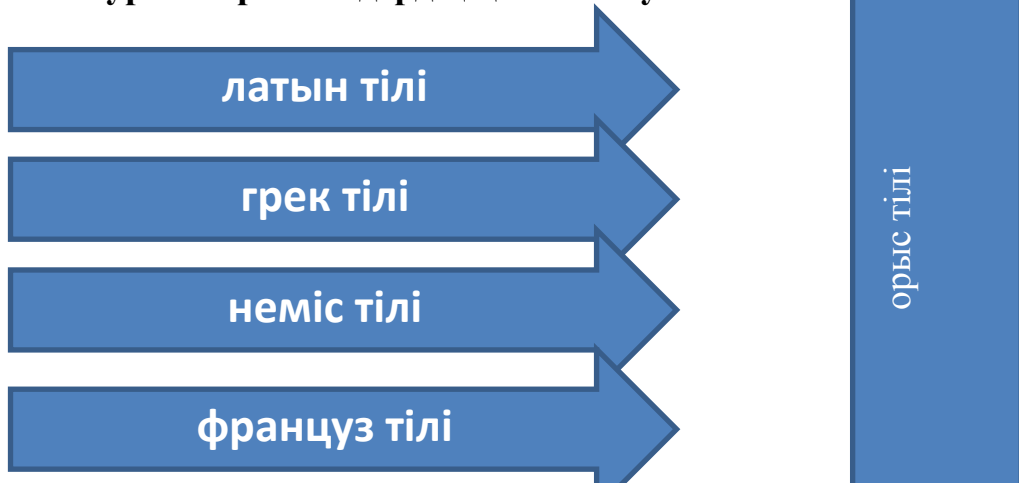 латын тілі
грек тілі
неміс тілі
француз тілі
орыс тілі